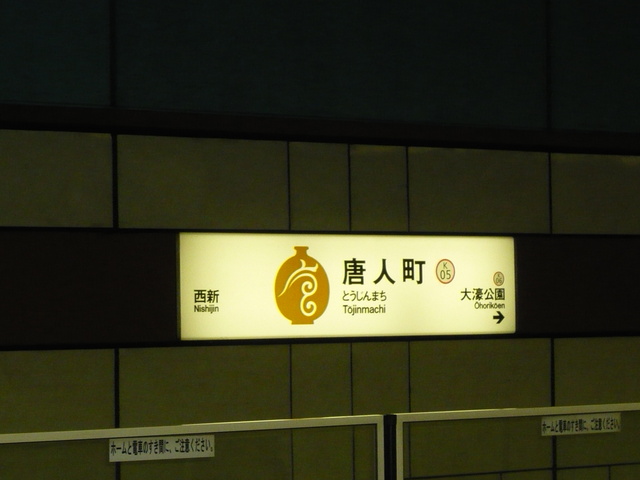 西新
Nishijin
唐人町
K
05
とうじんまち
Tōjinmachi
大濠公園
Ōhorikōen
→
ホームと電車のすき間に、ご注意ください。
ホームと電車のすき間に、ご注意ください。